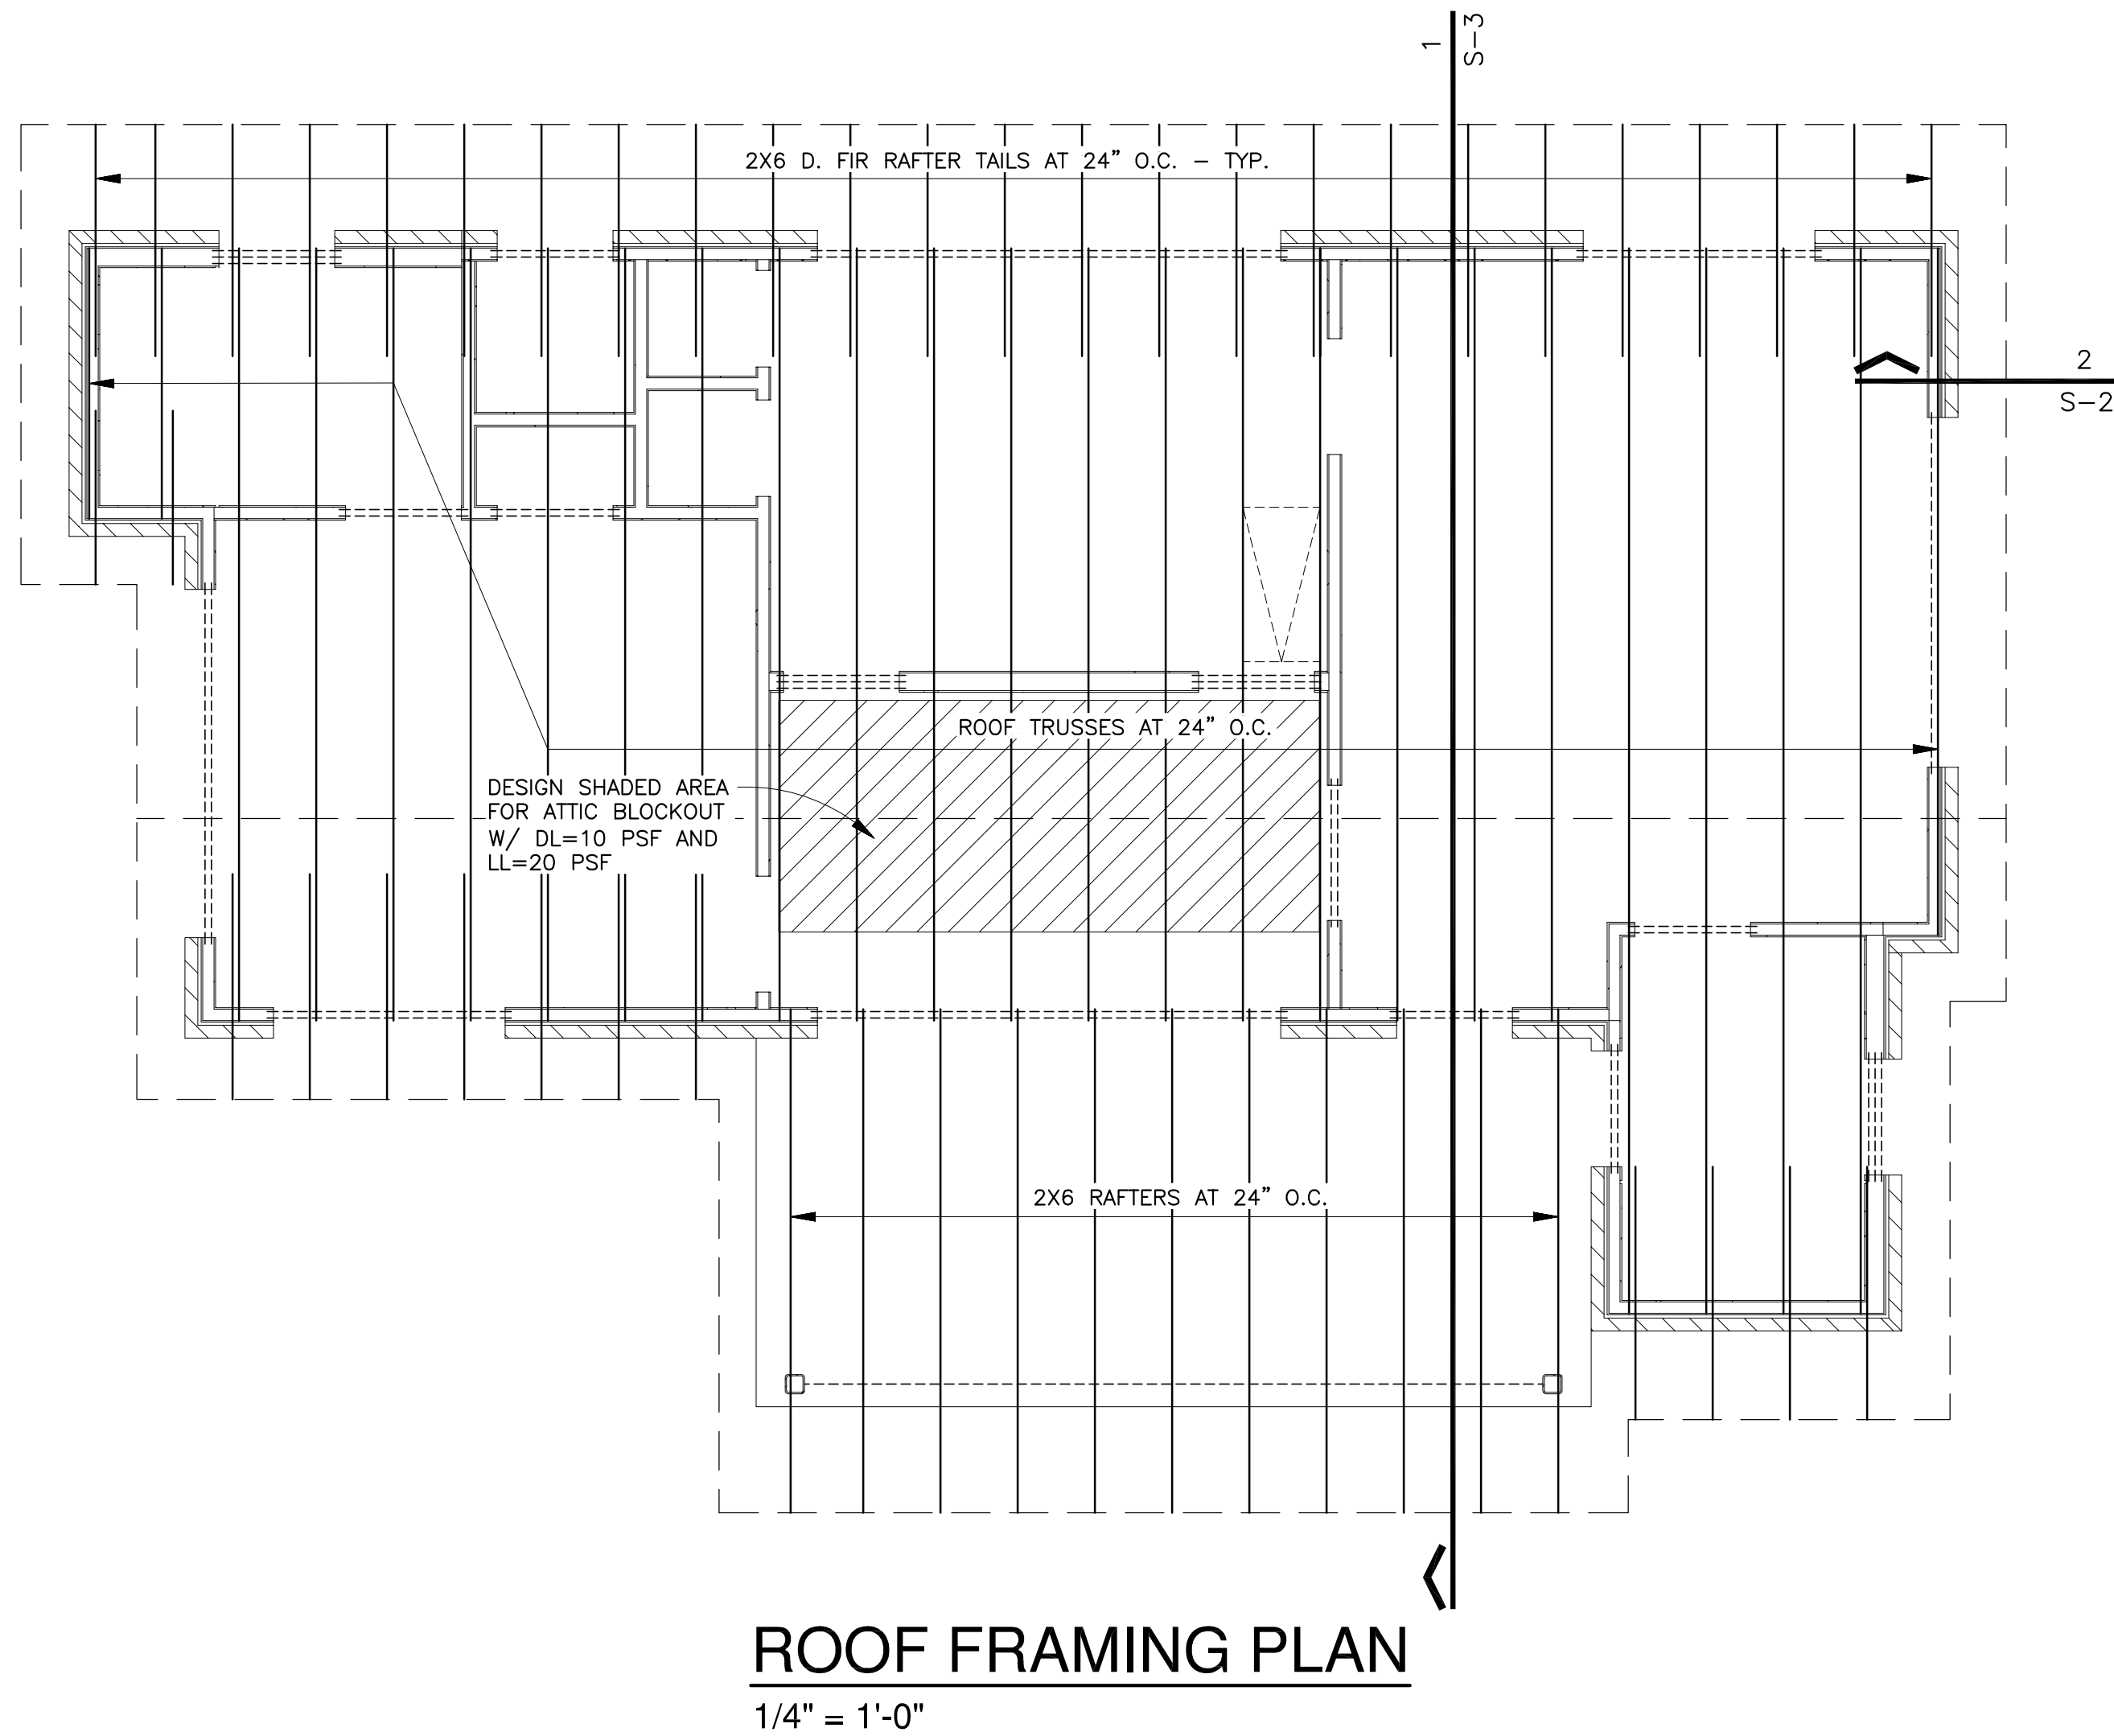 1
S-3
2X6 D. FIR RAFTER TAILS AT 24” O.C. - TYP.
2
S-2
ROOF TRUSSES AT 24” O.C.
DESIGN SHADED AREA
FOR ATTIC BLOCKOUT
W/ DL=10 PSF AND
LL=20 PSF
2X6 RAFTERS AT 24” O.C.
ROOF FRAMING PLAN
1/4" = 1'-0"